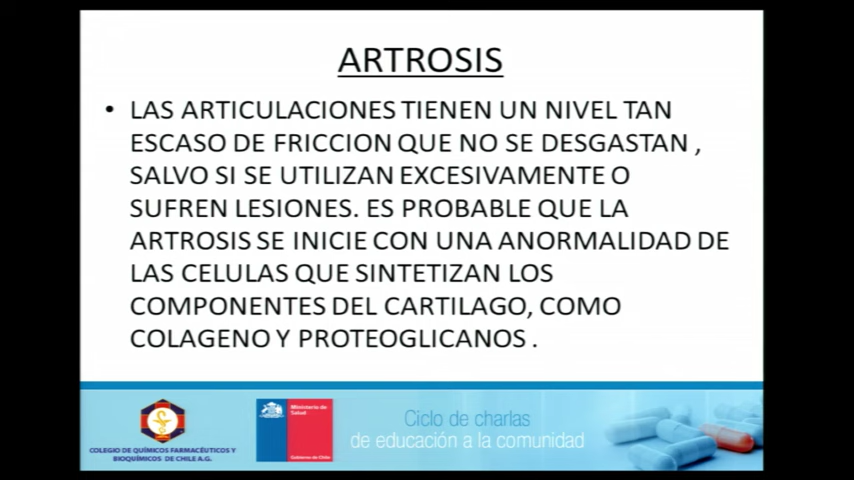 ARTROSIS
• LAS ARTICULACIONES TIENEN UN NIVEL TAN
ESCASO DE FRICCION QUE NO SE DESGASTAN ,
SALVO SI SE UTILIZAN EXCESIVAMENTE O
SUFREN LESIONES. ES PROBABLE QUE LA
ARTROSIS SE INICIE CON UNA ANORMALIDAD DE
LAS CELULAS QUE SINTETIZAN LOS
COMPONENTES DEL CARTILAGO, COMO
COLAGENO Y PROTEOGLICANOS .
COLEGIO DE QUÍMICOS FARMACÉUTICOS Y
BIOQUÍMICOS DE CHILE A.G.
Ministerio de
Salud
Gobierno de Chile
Ciclo de charlas
de educación a la comunidad